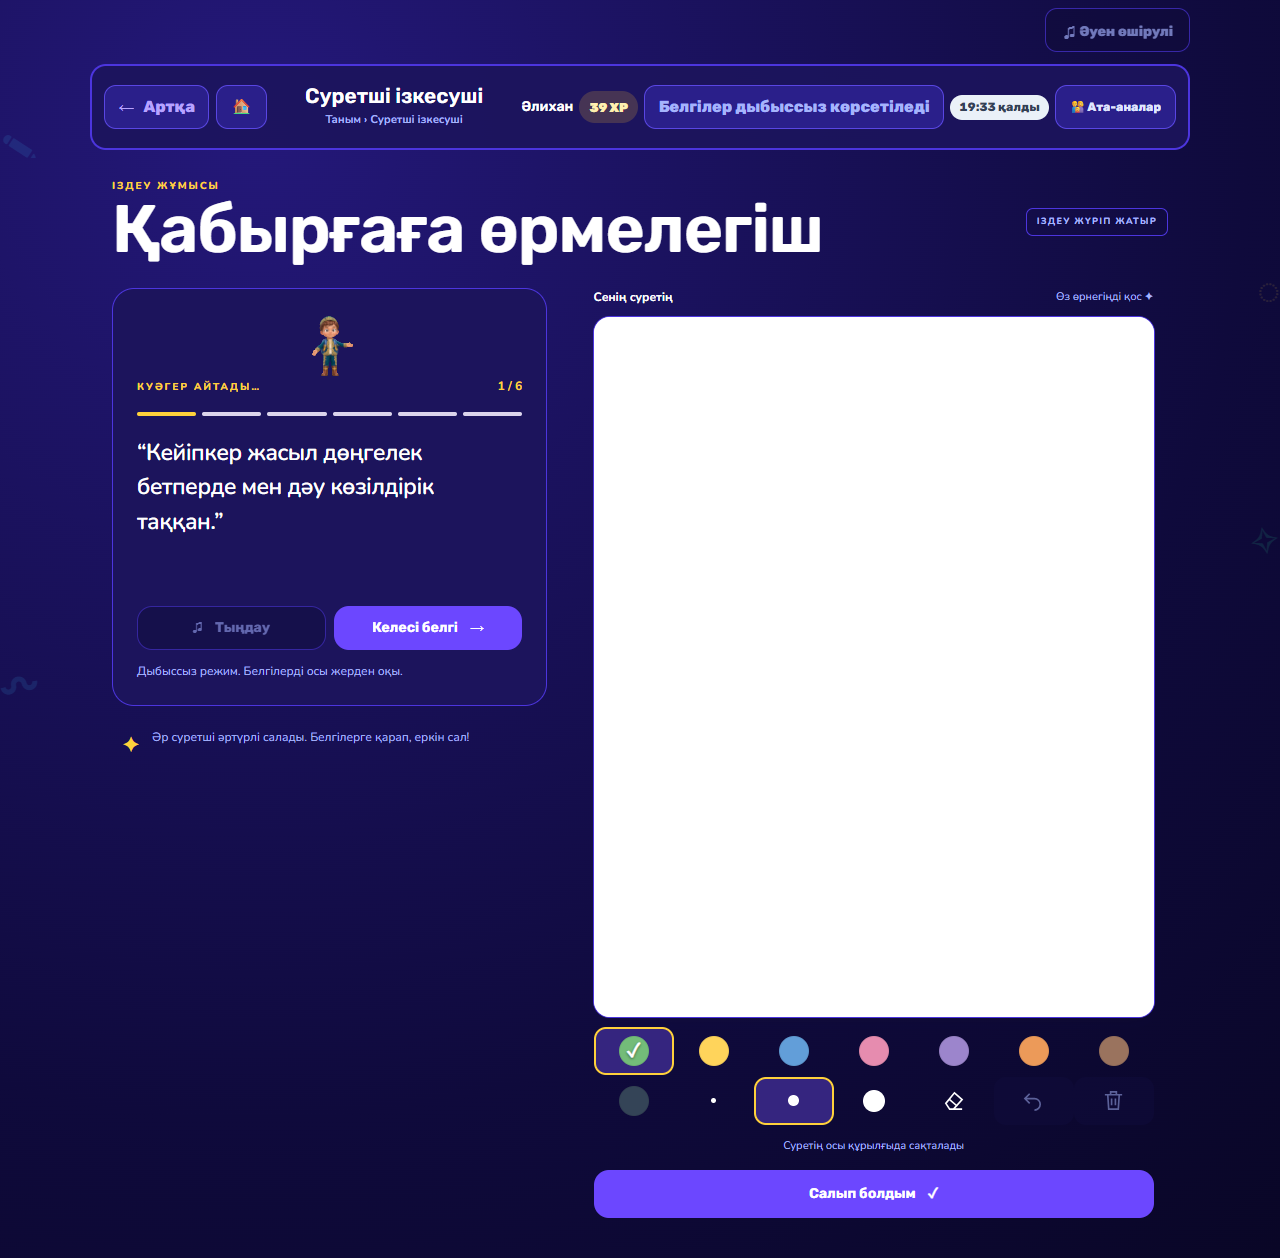 ♫ Әуен өшірулі
← Артқа
Суретші ізкесуші
Таным › Суретші ізкесуші
Әлихан
39 XP
Белгілер дыбыссыз көрсетіледі
19:33 қалды
Ата-аналар
ІЗДЕУ ЖҰМЫСЫ
Қабырғаға өрмелегіш
ІЗДЕУ ЖҮРІП ЖАТЫР
КУӘГЕР АЙТАДЫ…
1 / 6
“Кейіпкер жасыл дөңгелек
бетперде мен дәу көзілдірік
таққан.”
♫ Тыңдау
Келесі белгі →
Дыбыссыз режим. Белгілерді осы жерден оқы.
✦ Әр суретші әртүрлі салады. Белгілерге қарап, еркін сал!
Сенің суретің
Өз өрнегіңді қос ✦
Суретің осы құрылғыда сақталады
Салып болдым ✓